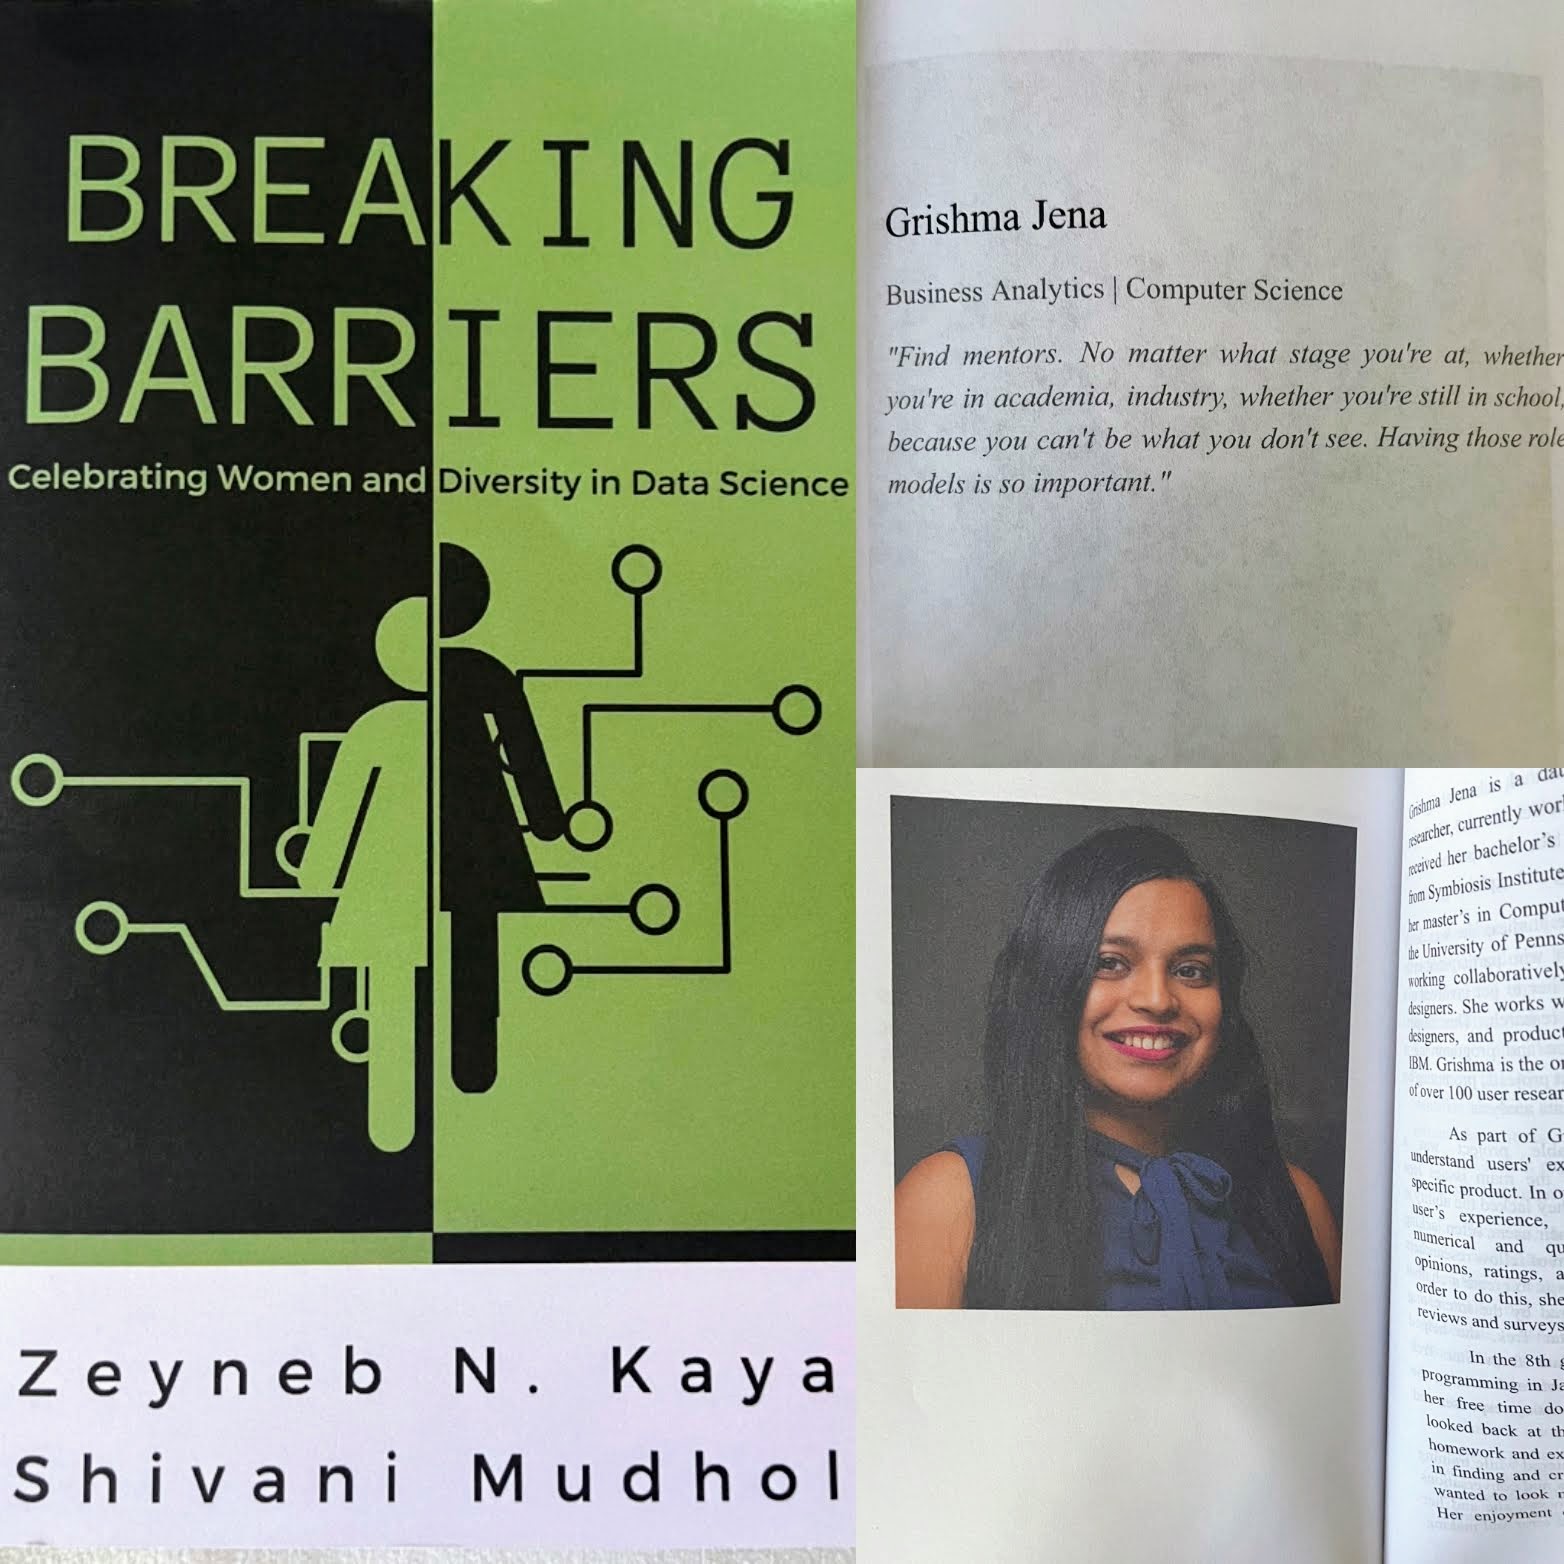 BREAKING
BARRIERS
Celebrating Women and Diversity in Data Science
Zeyneb N. Kaya
Shivani Mudhol
Grishma Jena
Business Analytics | Computer Science
"Find mentors. No matter what stage you're at, whether
you're in academia, industry, whether you're still in school,
because you can't be what you don't see. Having those role
models is so important."
Grishma Jena is a
researcher, currently
received her bachelor's
from Symbiosis Institute
her master's in
the University of
working collaboratively
designers. She works
designers, and product
IBM. Grishma is the
of over 100 user
As part of
understand users'
specific product. In
user's experience,
numerical and
opinions, ratings,
order to do this, she
reviews and surveys
In the 8th
programming in
her free time
looked back at
homework and
in finding and
wanted to look
Her enjoyment